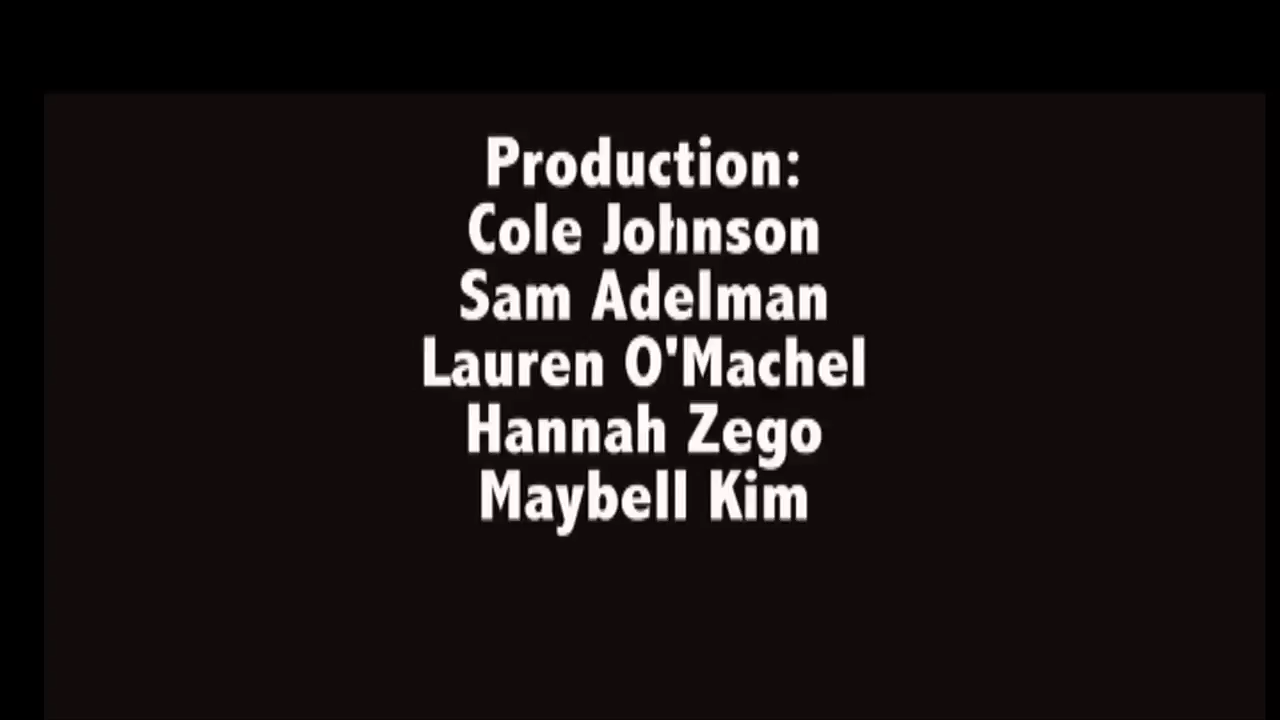 Production:
Cole Johnson
Sam Adelman
Lauren O'Machel
Hannah Zego
Maybell Kim